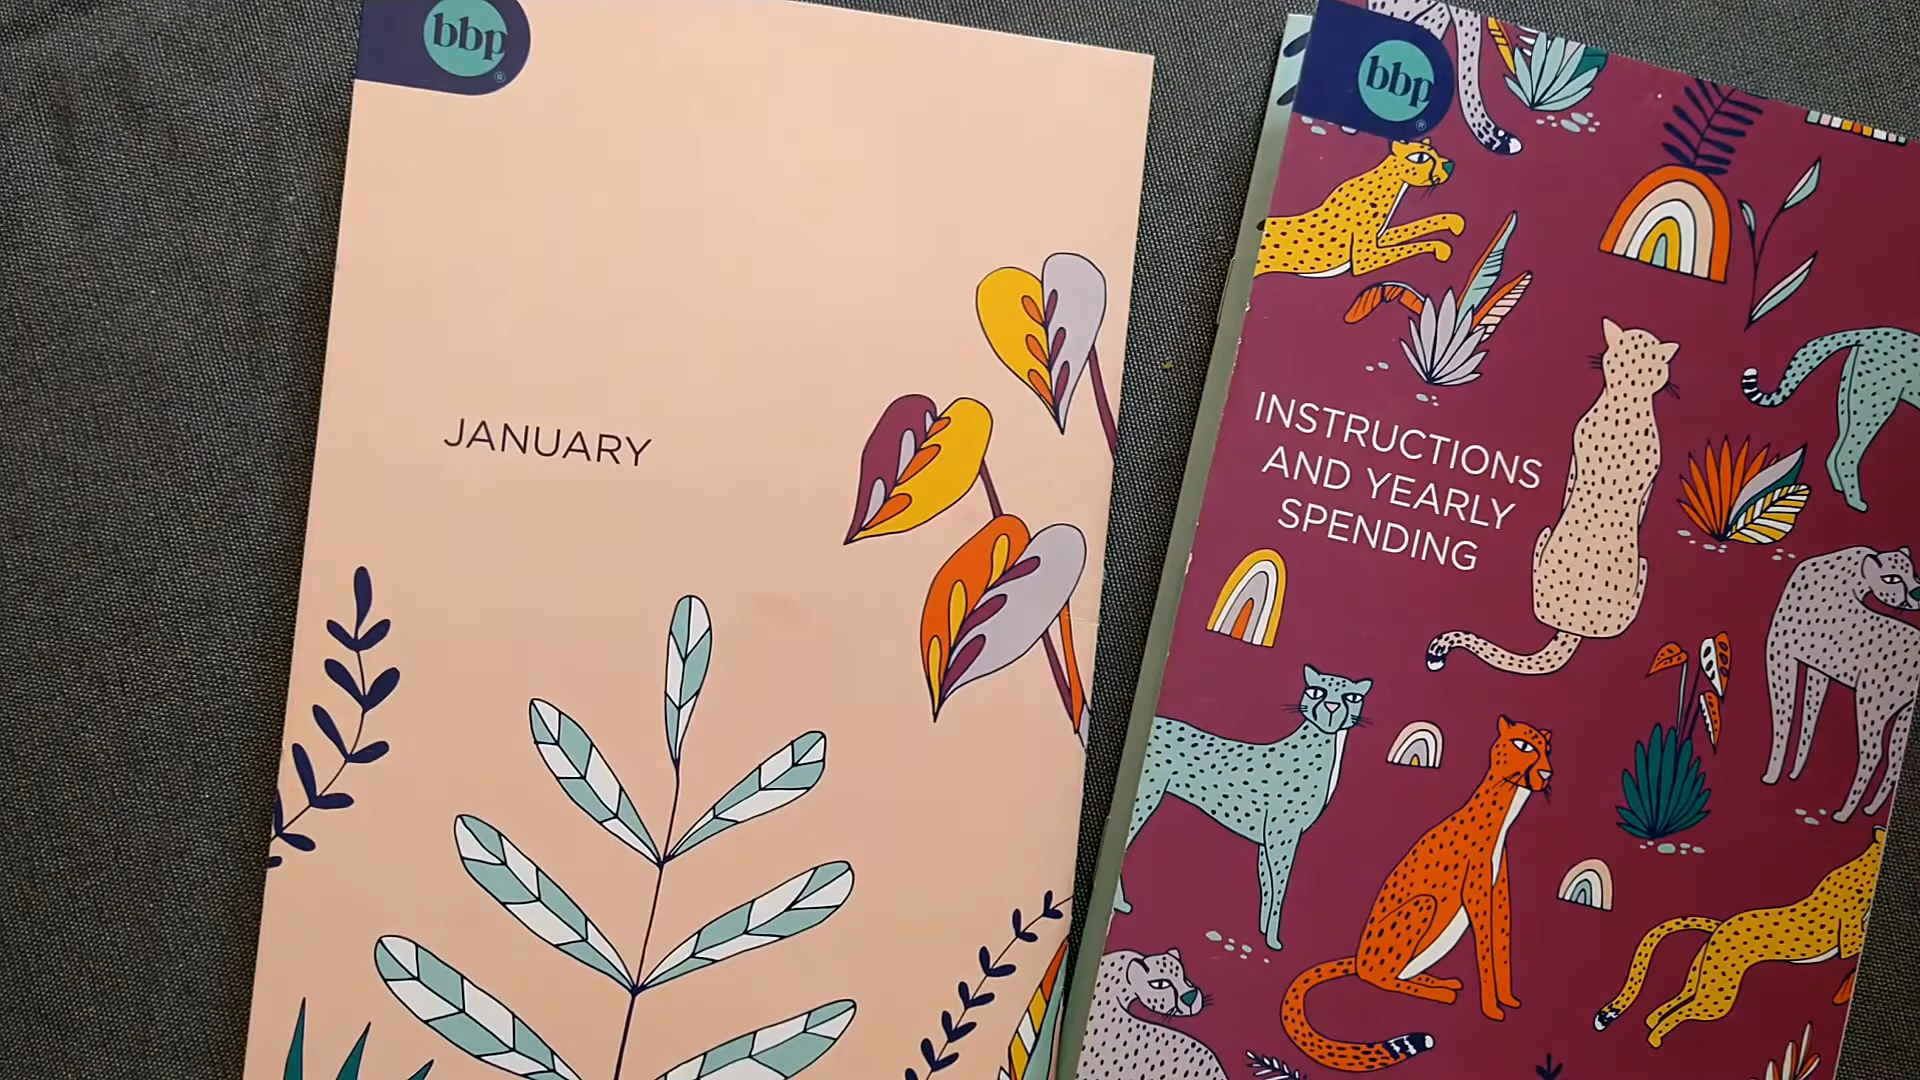 bbp
®
JANUARY
bbp
®
INSTRUCTIONS
AND YEARLY
SPENDING